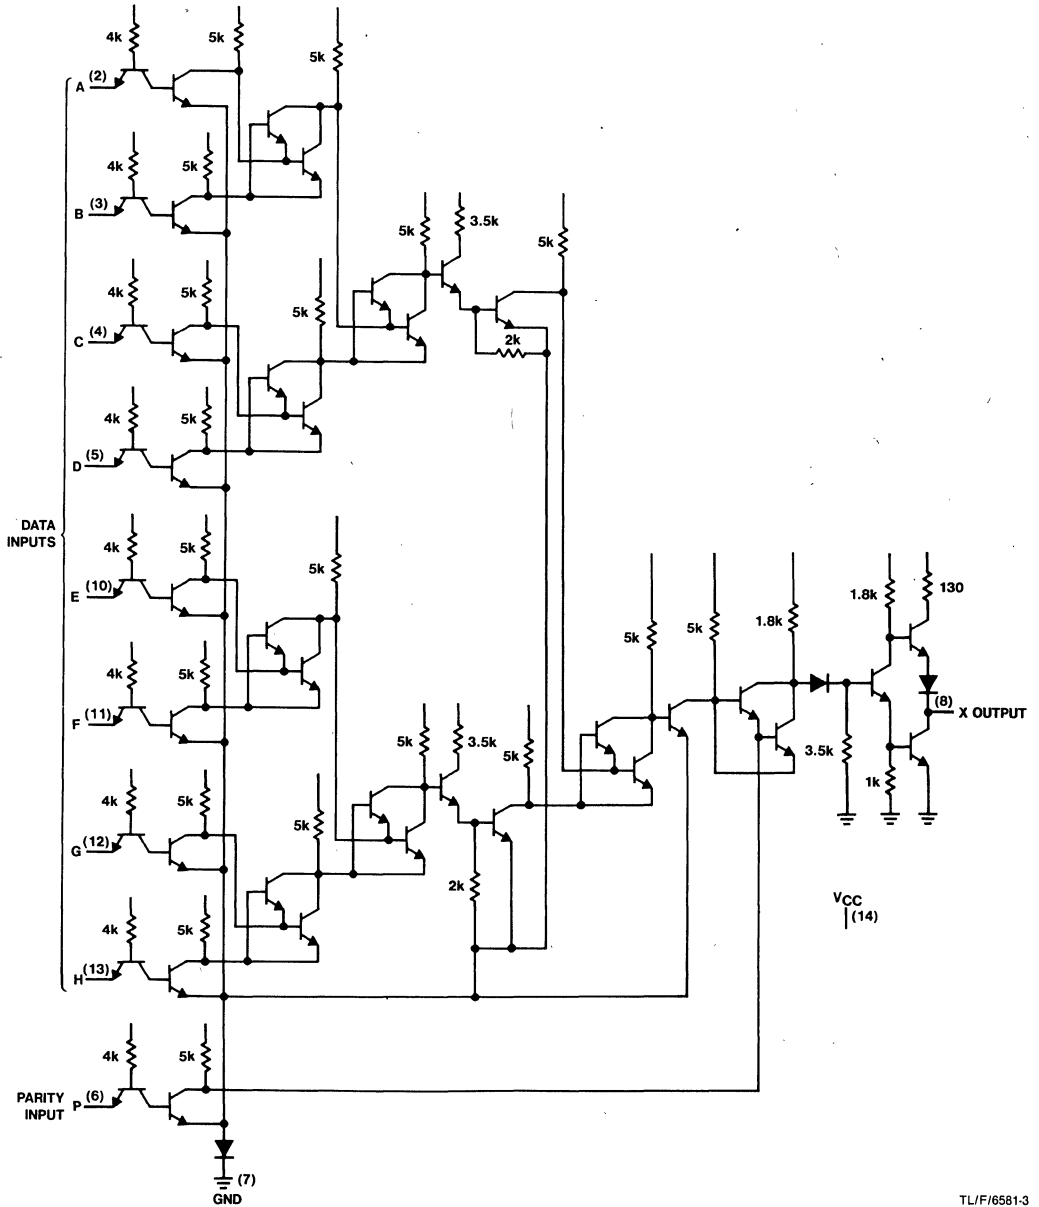 4k
5k
5k
A (2)
4k
5k
B (3)
5k
3.5k
5k
4k
5k
5k
C (4)
2k
4k
5k
D (5)
DATA
INPUTS
4k
5k
5k
E (10)
130
1.8k
1.8k
5k
5k
4k
5k
F (11)
(8)
X OUTPUT
5k
3.5k
5k
3.5k
1k
4k
5k
5k
G (12)
2k
VCC
(14)
4k
5k
H (13)
4k
5k
PARITY
INPUT
P (6)
(7)
GND
TL/F/6581-3